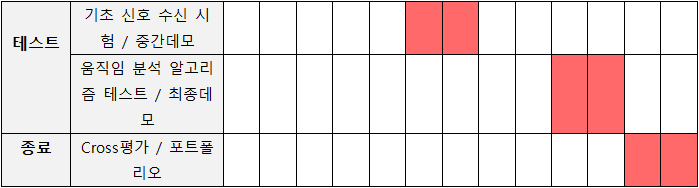 테스트
기초 신호 수신 시
험 / 중간데모
움직임 분석 알고리
즘 테스트 / 최종데
모
종료
Cross평가 / 포트폴
리오